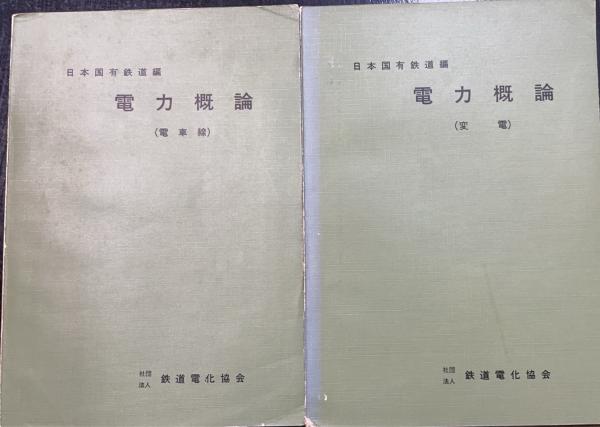 日本国有鉄道編
電力概論
(電車線)
社団
法人 鉄道電化協会
日本国有鉄道編
電力概論
(変電)
社団
法人 鉄道電化協会